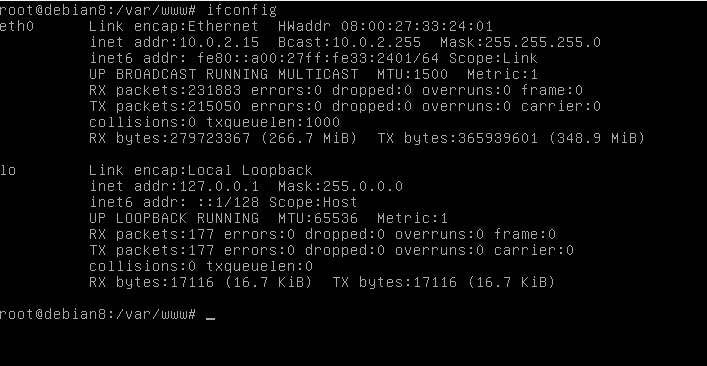 root@debian8:/var/www# ifconfig
eth0      Link encap:Ethernet  HWaddr 08:00:27:33:24:01
          inet addr:10.0.2.15  Bcast:10.0.2.255  Mask:255.255.255.0
          inet6 addr: fe80::a00:27ff:fe33:2401/64 Scope:Link
          UP BROADCAST RUNNING MULTICAST  MTU:1500  Metric:1
          RX packets:231883 errors:0 dropped:0 overruns:0 frame:0
          TX packets:215050 errors:0 dropped:0 overruns:0 carrier:0
          collisions:0 txqueuelen:1000
          RX bytes:279723367 (266.7 MiB)  TX bytes:365939601 (348.9 MiB)

lo        Link encap:Local Loopback
          inet addr:127.0.0.1  Mask:255.0.0.0
          inet6 addr: ::1/128 Scope:Host
          UP LOOPBACK RUNNING  MTU:65536  Metric:1
          RX packets:177 errors:0 dropped:0 overruns:0 frame:0
          TX packets:177 errors:0 dropped:0 overruns:0 carrier:0
          collisions:0 txqueuelen:0
          RX bytes:17116 (16.7 KiB)  TX bytes:17116 (16.7 KiB)

root@debian8:/var/www# _